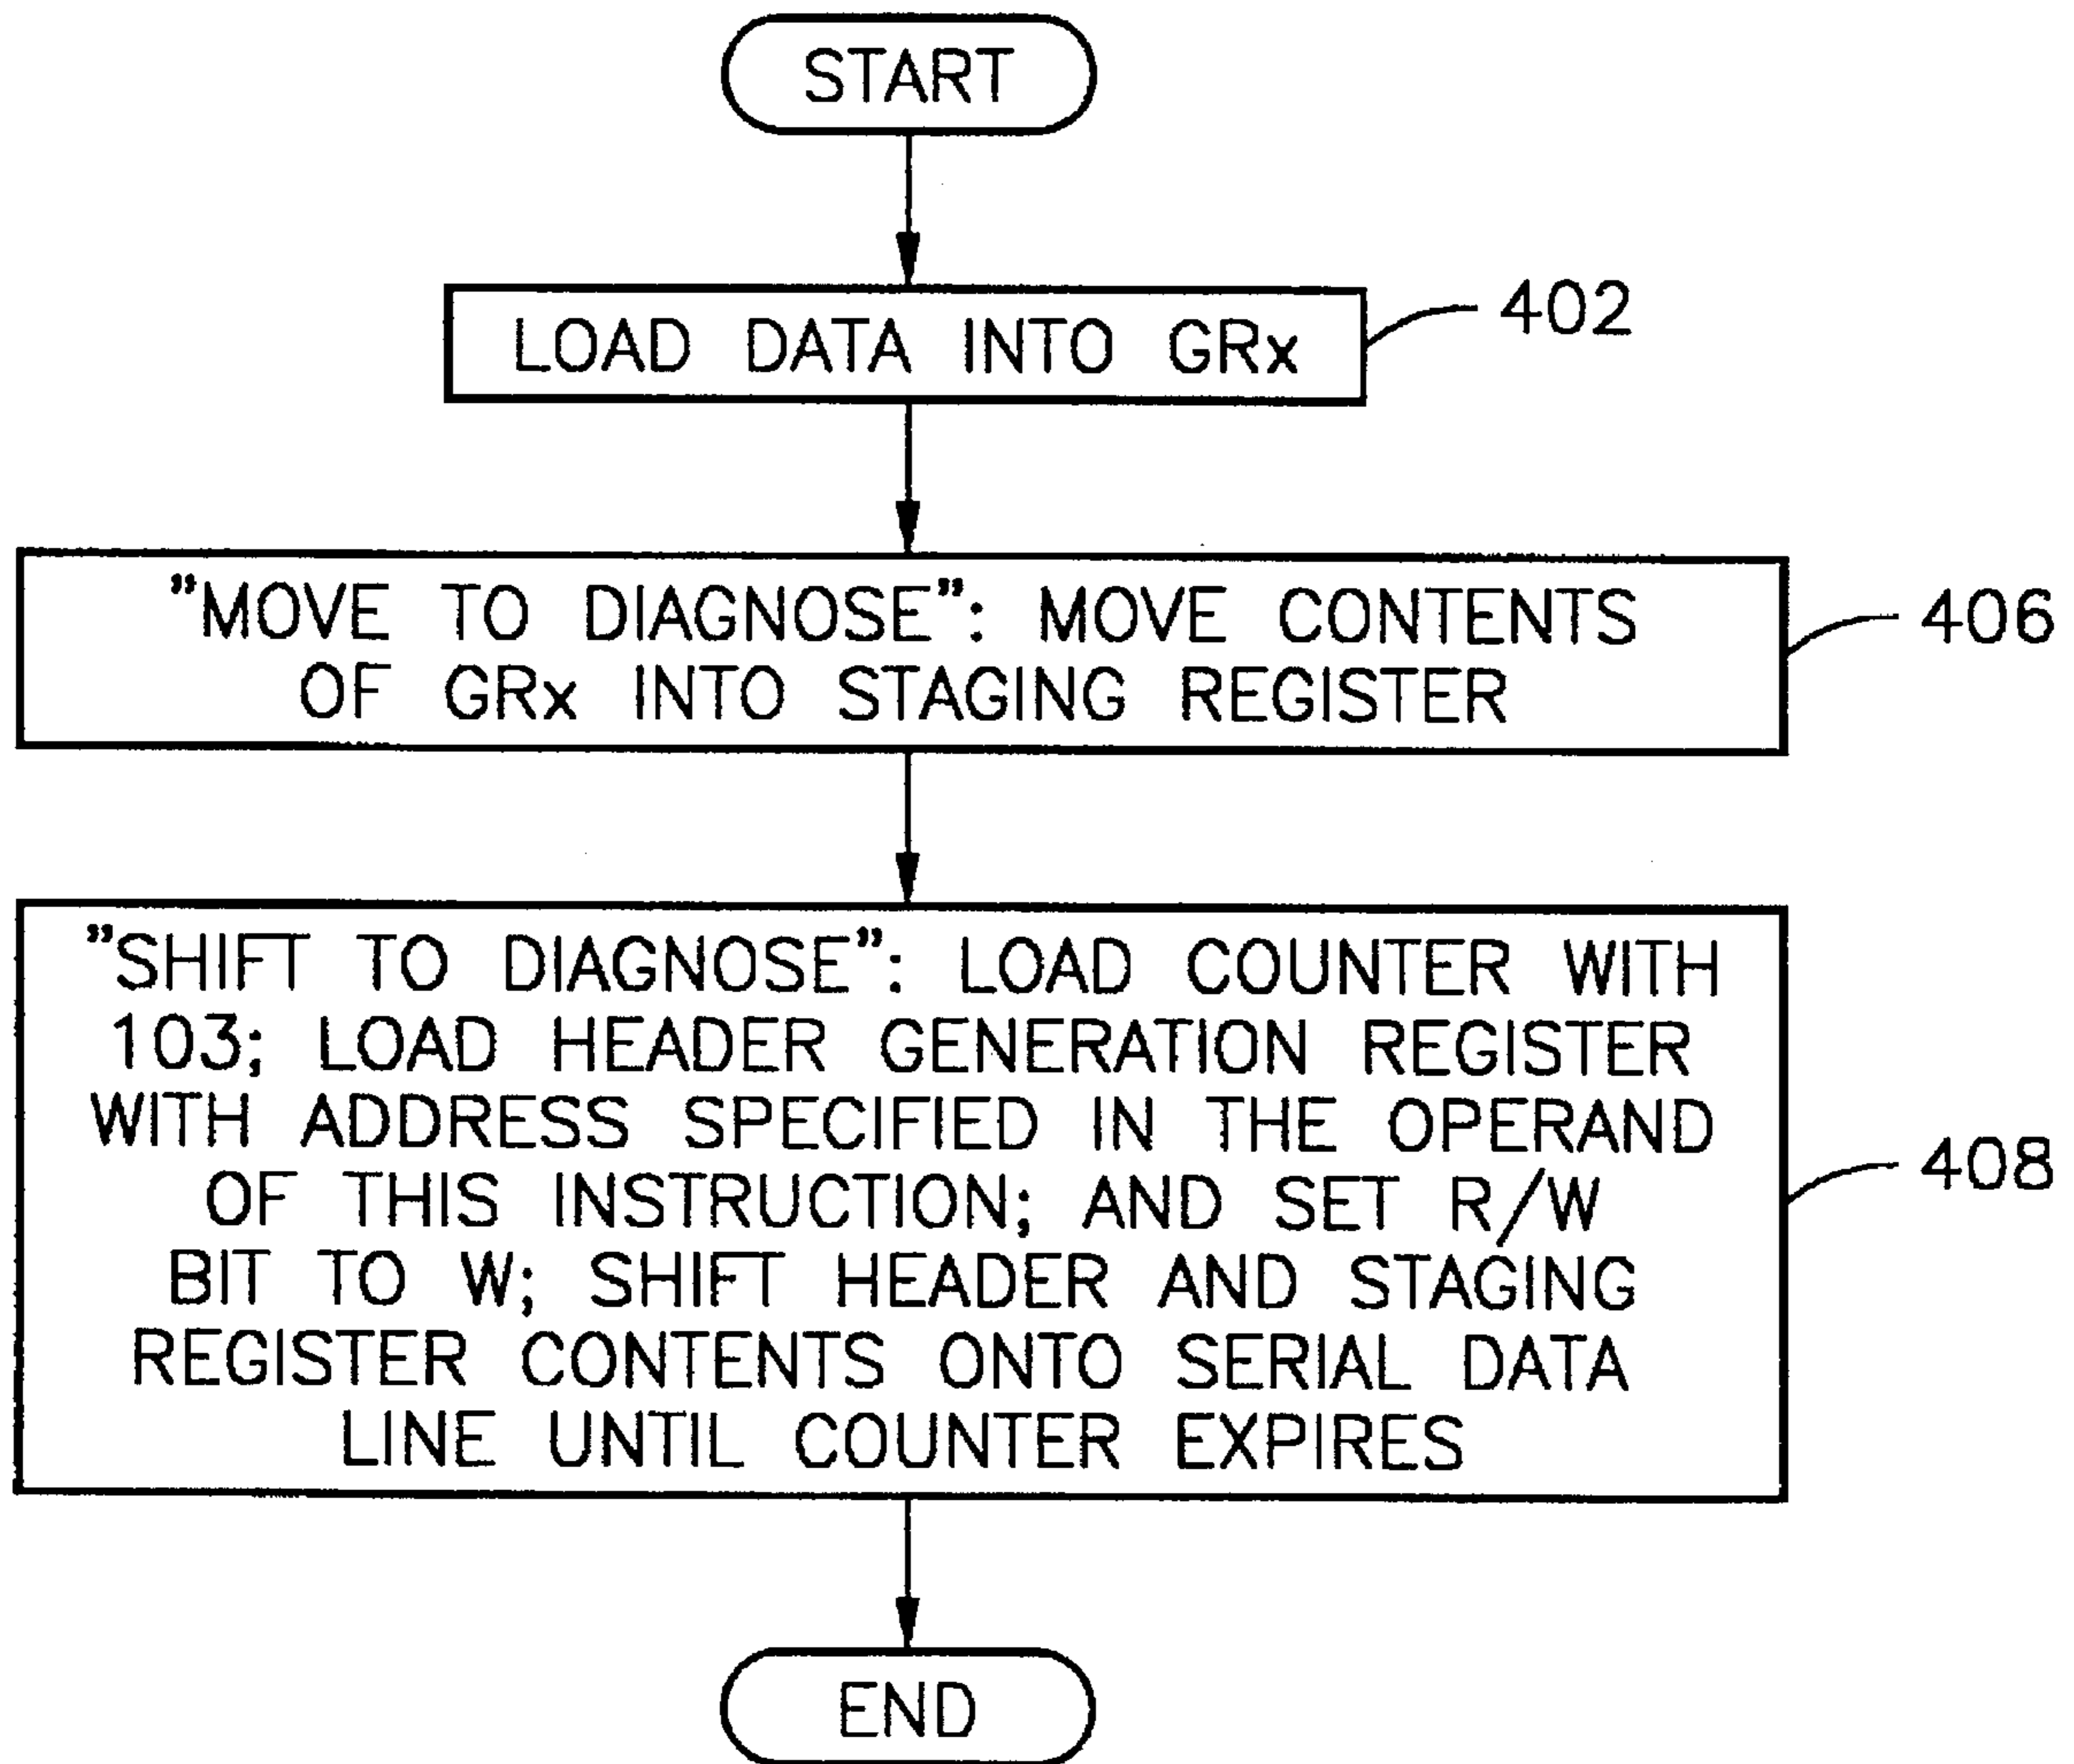 START
LOAD DATA INTO GRx
402
"MOVE TO DIAGNOSE": MOVE CONTENTS
OF GRx INTO STAGING REGISTER
406
"SHIFT TO DIAGNOSE": LOAD COUNTER WITH
103; LOAD HEADER GENERATION REGISTER
WITH ADDRESS SPECIFIED IN THE OPERAND
OF THIS INSTRUCTION; AND SET R/W
BIT TO W; SHIFT HEADER AND STAGING
REGISTER CONTENTS ONTO SERIAL DATA
LINE UNTIL COUNTER EXPIRES
408
END